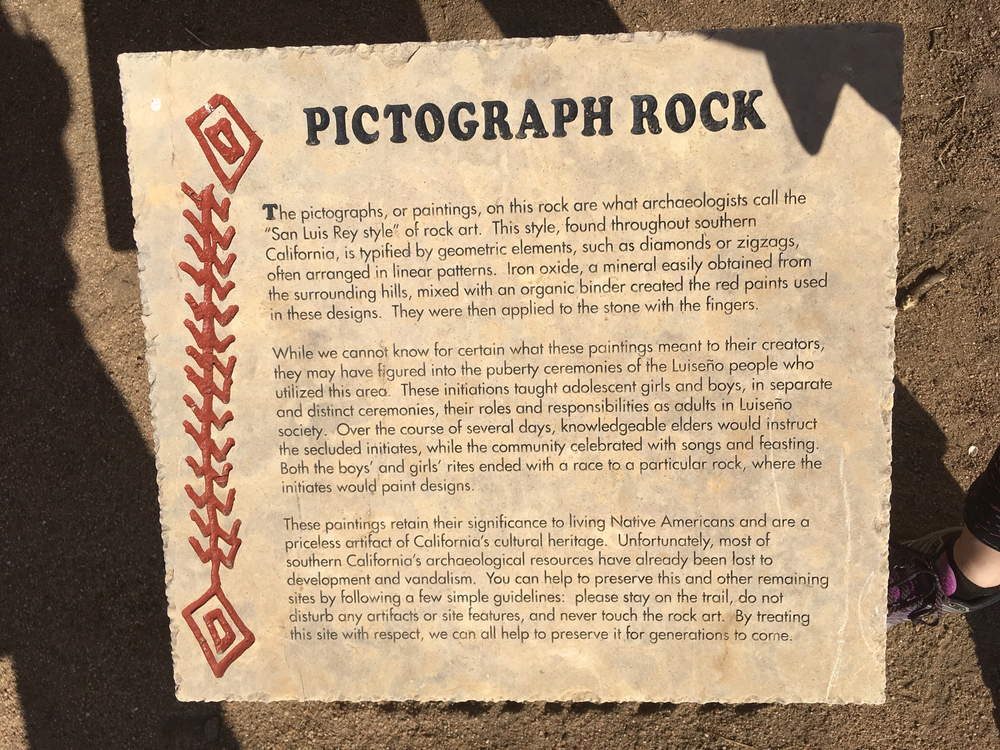 PICTOGRAPH ROCK
The pictographs, or paintings, on this rock are what archaeologists call the
"San Luis Rey style" of rock art. This style, found throughout southern
California, is typified by geometric elements, such as diamonds or zigzags,
often arranged in linear patterns. Iron oxide, a mineral easily obtained from
the surrounding hills, mixed with an organic binder created the red paints used
in these designs. They were then applied to the stone with the fingers.
While we cannot know for certain what these paintings meant to their creators,
they may have figured into the puberty ceremonies of the Luiseño people who
utilized this area. These initiations taught adolescent girls and boys, in separate
and distinct ceremonies, their roles and responsibilities as adults in Luiseño
society. Over the course of several days, knowledgeable elders would instruct
the secluded initiates, while the community celebrated with songs and feasting.
Both the boys' and girls' rites ended with a race to a particular rock, where the
initiates would paint designs.
These paintings retain their significance to living Native Americans and are a
priceless artifact of California's cultural heritage. Unfortunately, most of
southern California's archaeological resources have already been lost to
development and vandalism. You can help to preserve this and other remaining
sites by following a few simple guidelines: please stay on the trail, do not
disturb any artifacts or site features, and never touch the rock art. By treating
this site with respect, we can all help to preserve it for generations to come.